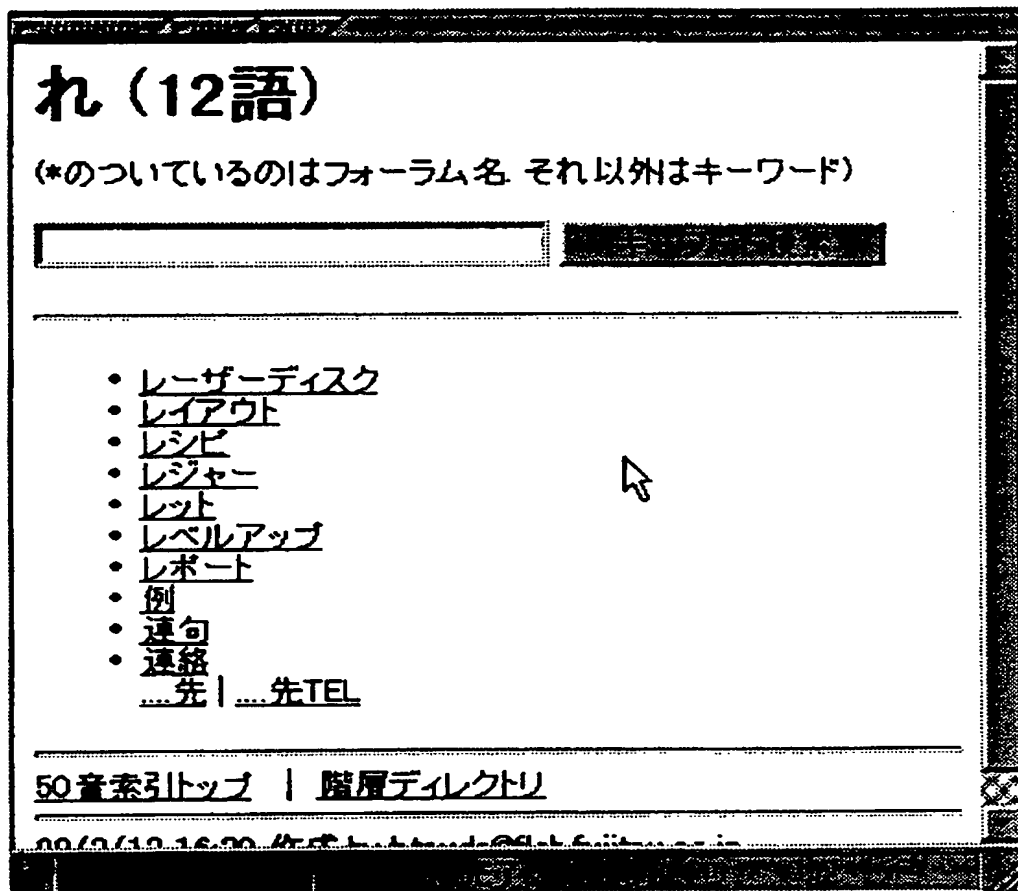 れ（12語）
(*のついているのはフォーラム名. それ以外はキーワード)
レーザーディスク
レイアウト
レシピ
レジャー
レット
レベルアップ
レポート
例
連句
連絡
....先 | ....先TEL
50音索引トップ | 階層ディレクトリ